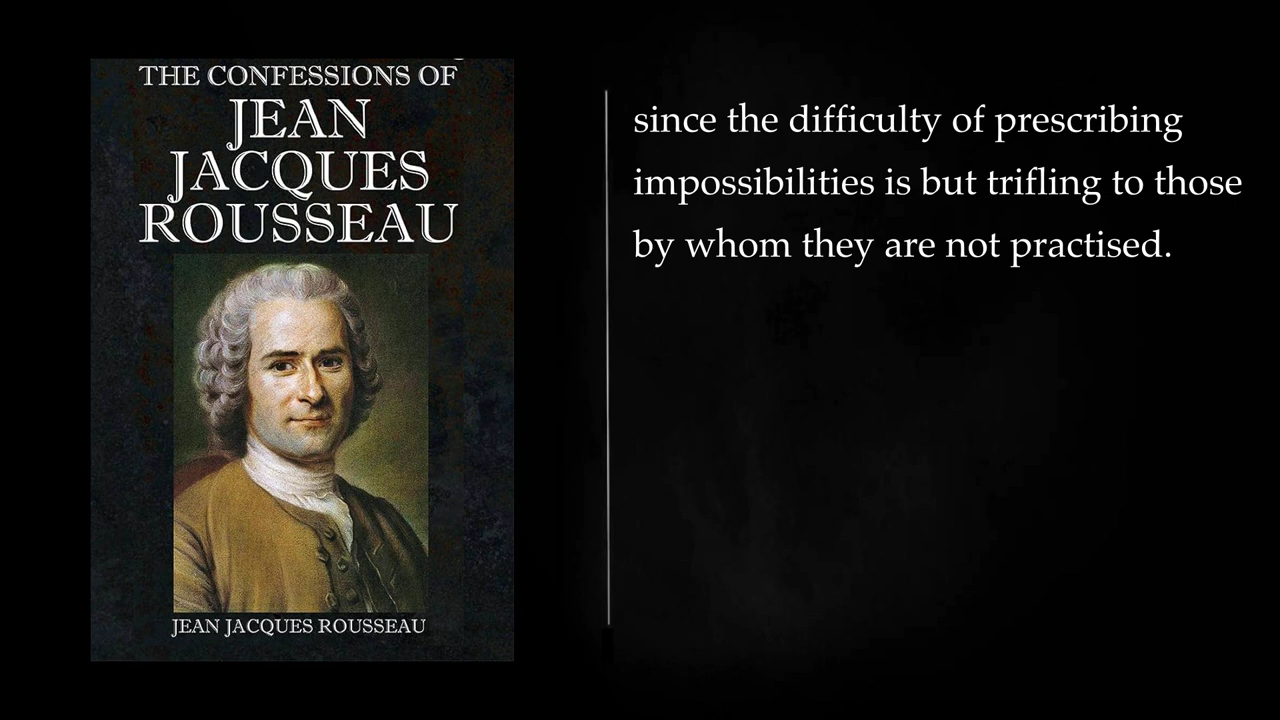 THE CONFESSIONS OF
JEAN
JACQUES
ROUSSEAU
JEAN JACQUES ROUSSEAU
since the difficulty of prescribing
impossibilities is but trifling to those
by whom they are not practised.